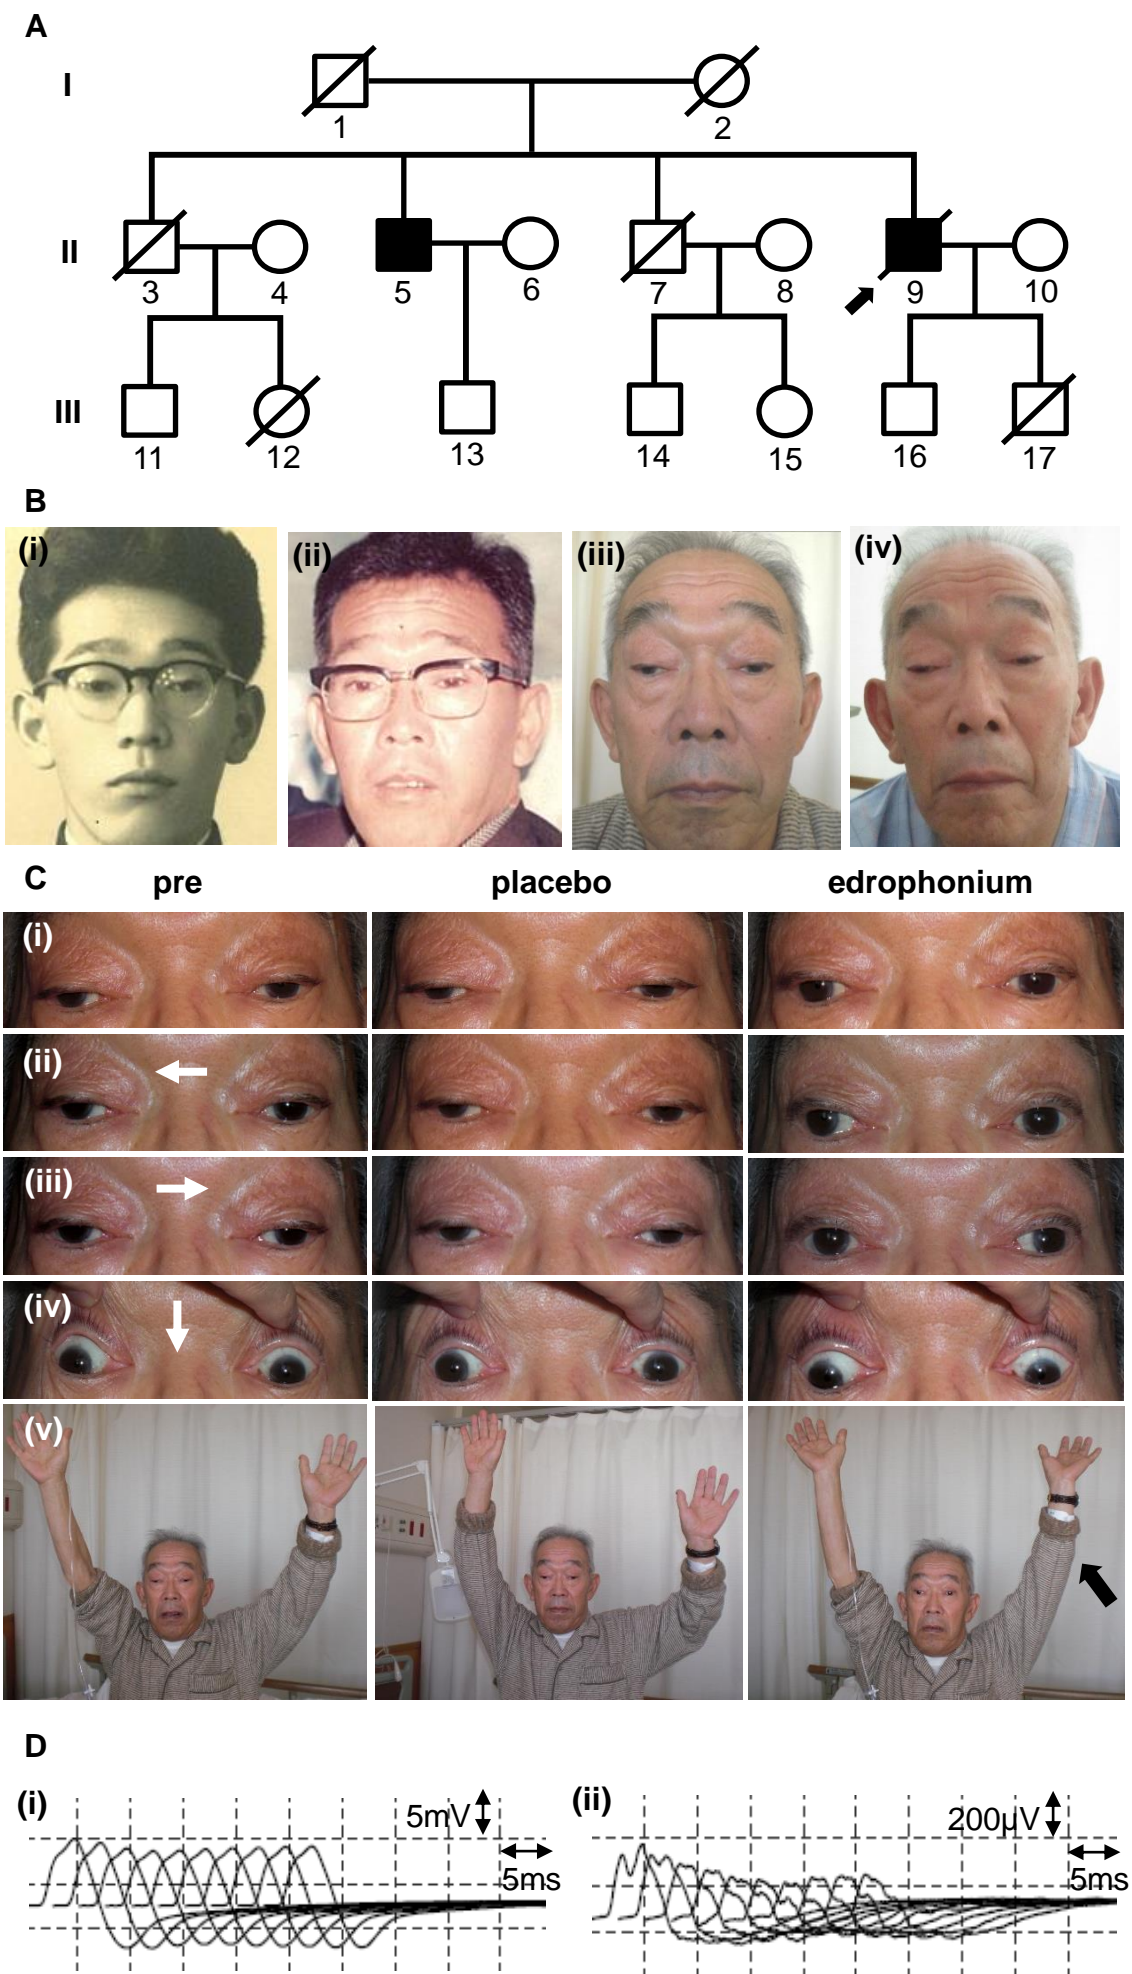 A
I
1 2
II
3 4 5 6 7 8 9 10
III
11 12 13 14 15 16 17
B
(i) (ii) (iii) (iv)
C pre placebo edrophonium
(i)
(ii)
(iii)
(iv)
(v)
D
(i) 5mV 5ms
(ii) 200µV 5ms